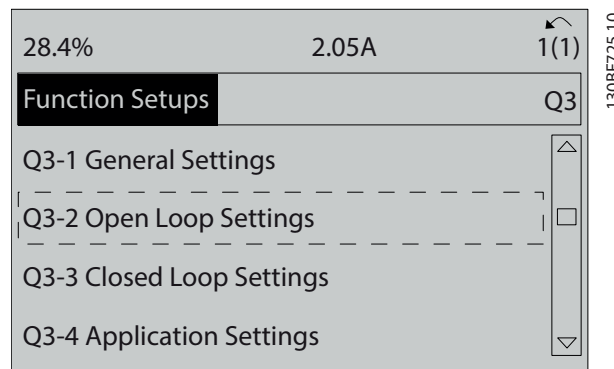 28.4% 2.05A 1(1)
Function Setups Q3
Q3-1 General Settings
Q3-2 Open Loop Settings
Q3-3 Closed Loop Settings
Q3-4 Application Settings
130BF725.10